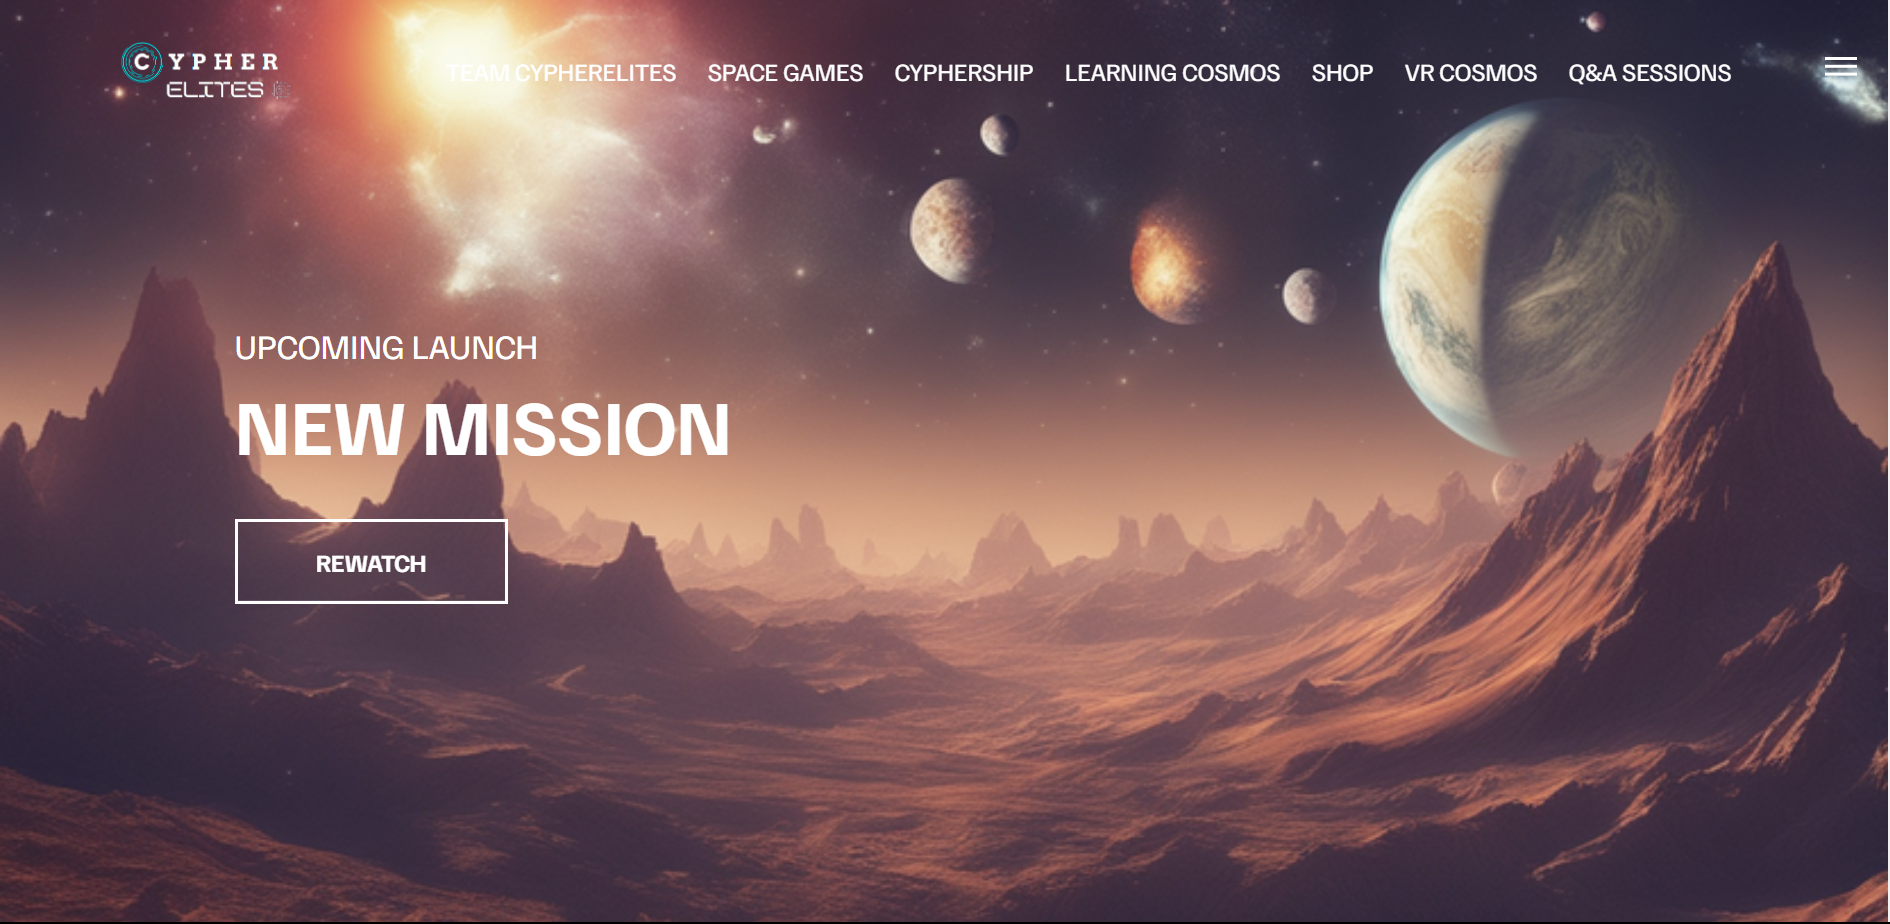 CYPHER
ELITES
TEAM CYPHERELITES SPACE GAMES CYPHERSHIP LEARNING COSMOS SHOP VR COSMOS Q&A SESSIONS
UPCOMING LAUNCH
NEW MISSION
REWATCH